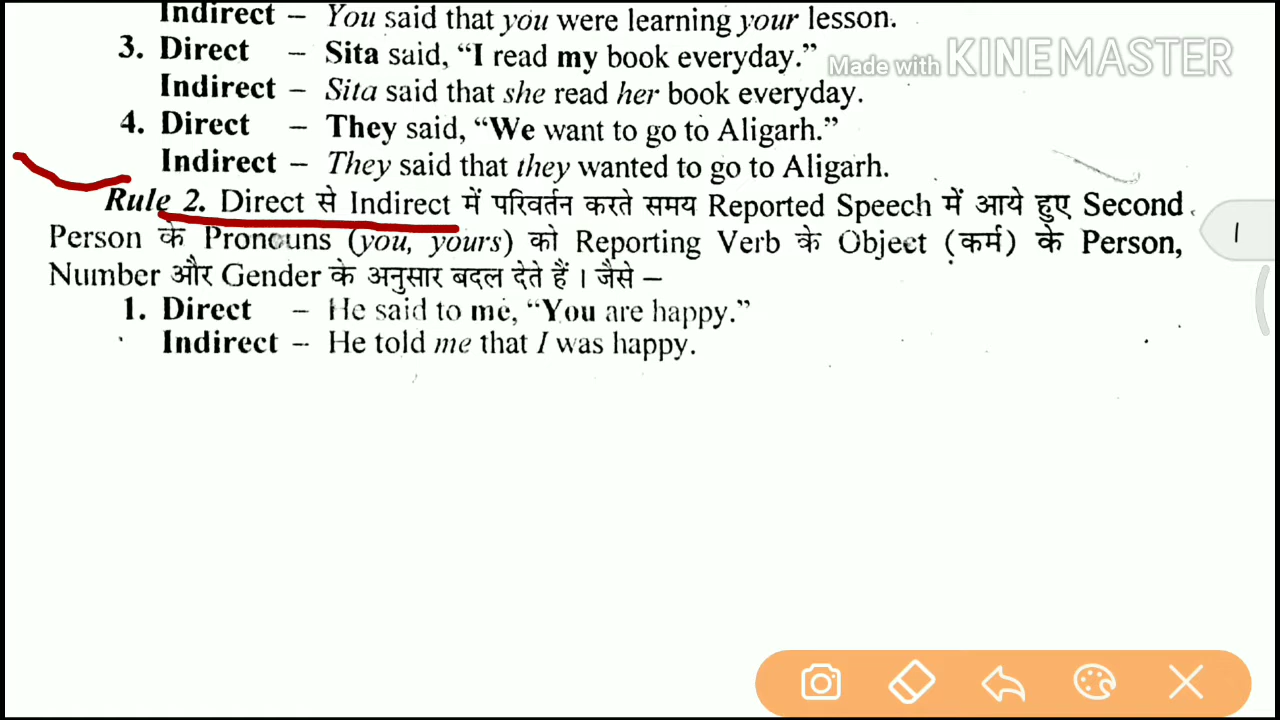 Indirect – You said that you were learning your lesson.
3. Direct – Sita said, “I read my book everyday.”
Made with KINEMASTER
Indirect – Sita said that she read her book everyday.
4. Direct – They said, “We want to go to Aligarh.”
Indirect – They said that they wanted to go to Aligarh.
Rule 2. Direct से Indirect में परिवर्तन करते समय Reported Speech में आये हुए Second
Person के Pronouns (you, yours) को Reporting Verb के Object (कर्म) के Person,
Number और Gender के अनुसार बदल देते हैं । जैसे –
1. Direct – He said to me, “You are happy.”
Indirect – He told me that I was happy.
1